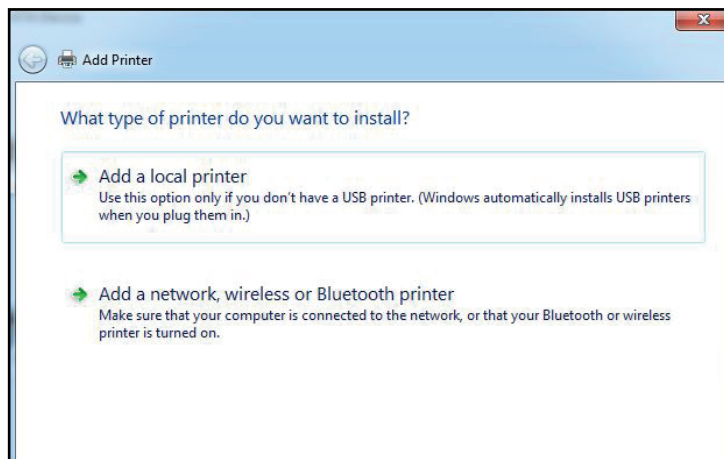 Add Printer
What type of printer do you want to install?
Add a local printer
Use this option only if you don't have a USB printer. (Windows automatically installs USB printers
when you plug them in.)
Add a network, wireless or Bluetooth printer
Make sure that your computer is connected to the network, or that your Bluetooth or wireless
printer is turned on.